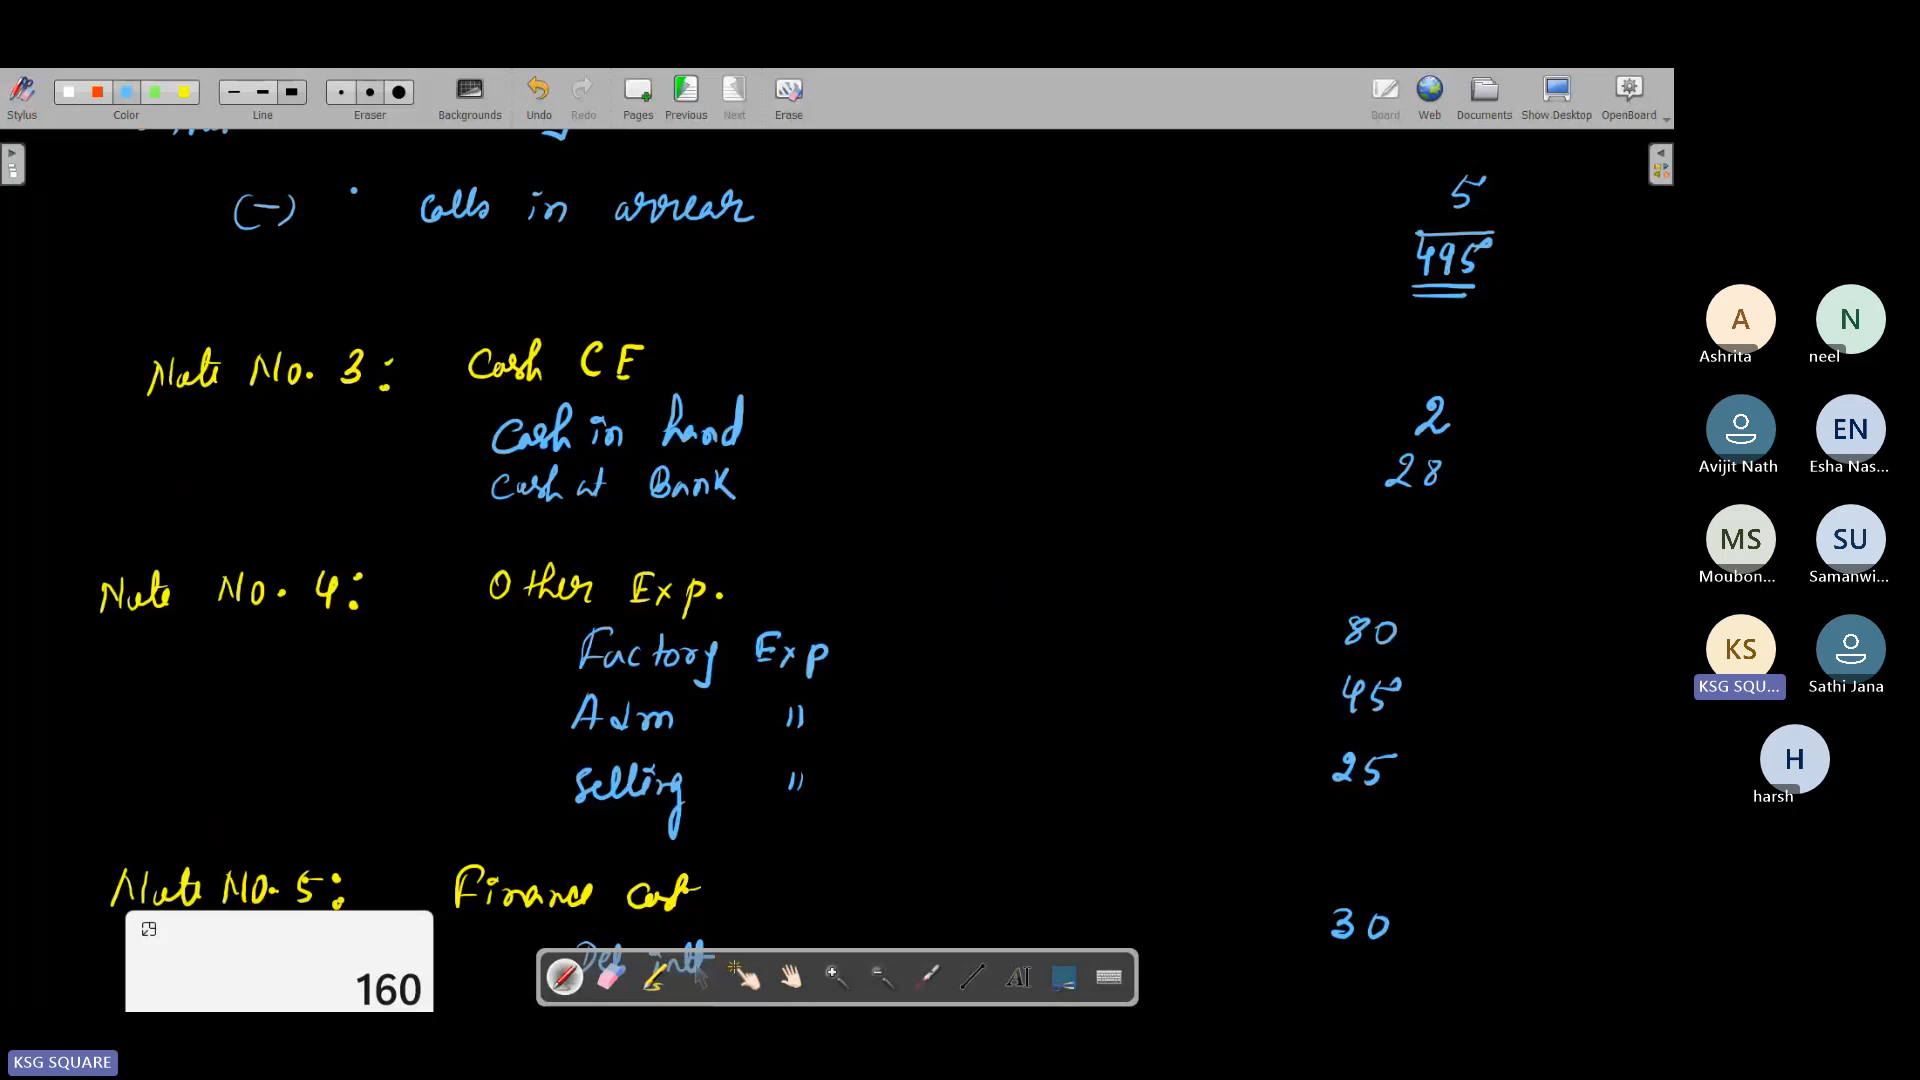 Stylus Color Line Eraser Backgrounds Undo Redo Pages Previous Next Erase Board Web Documents Show Desktop OpenBoard
(-) " Calls in arrear 5
495
Note No. 3: Cash CE
Cash in hand 2
Cash at Bank 28
Note No. 4: Other Exp.
Factory Exp 80
Adm " 45
Selling " 25
Note No. 5: Finance cost
Deb intt 30
160
AI
A
Ashrita
N
neel
Avijit Nath
EN
Esha Nas...
MS
Moubon...
SU
Samanwi...
KS
KSG SQU...
Sathi Jana
H
harsh
KSG SQUARE